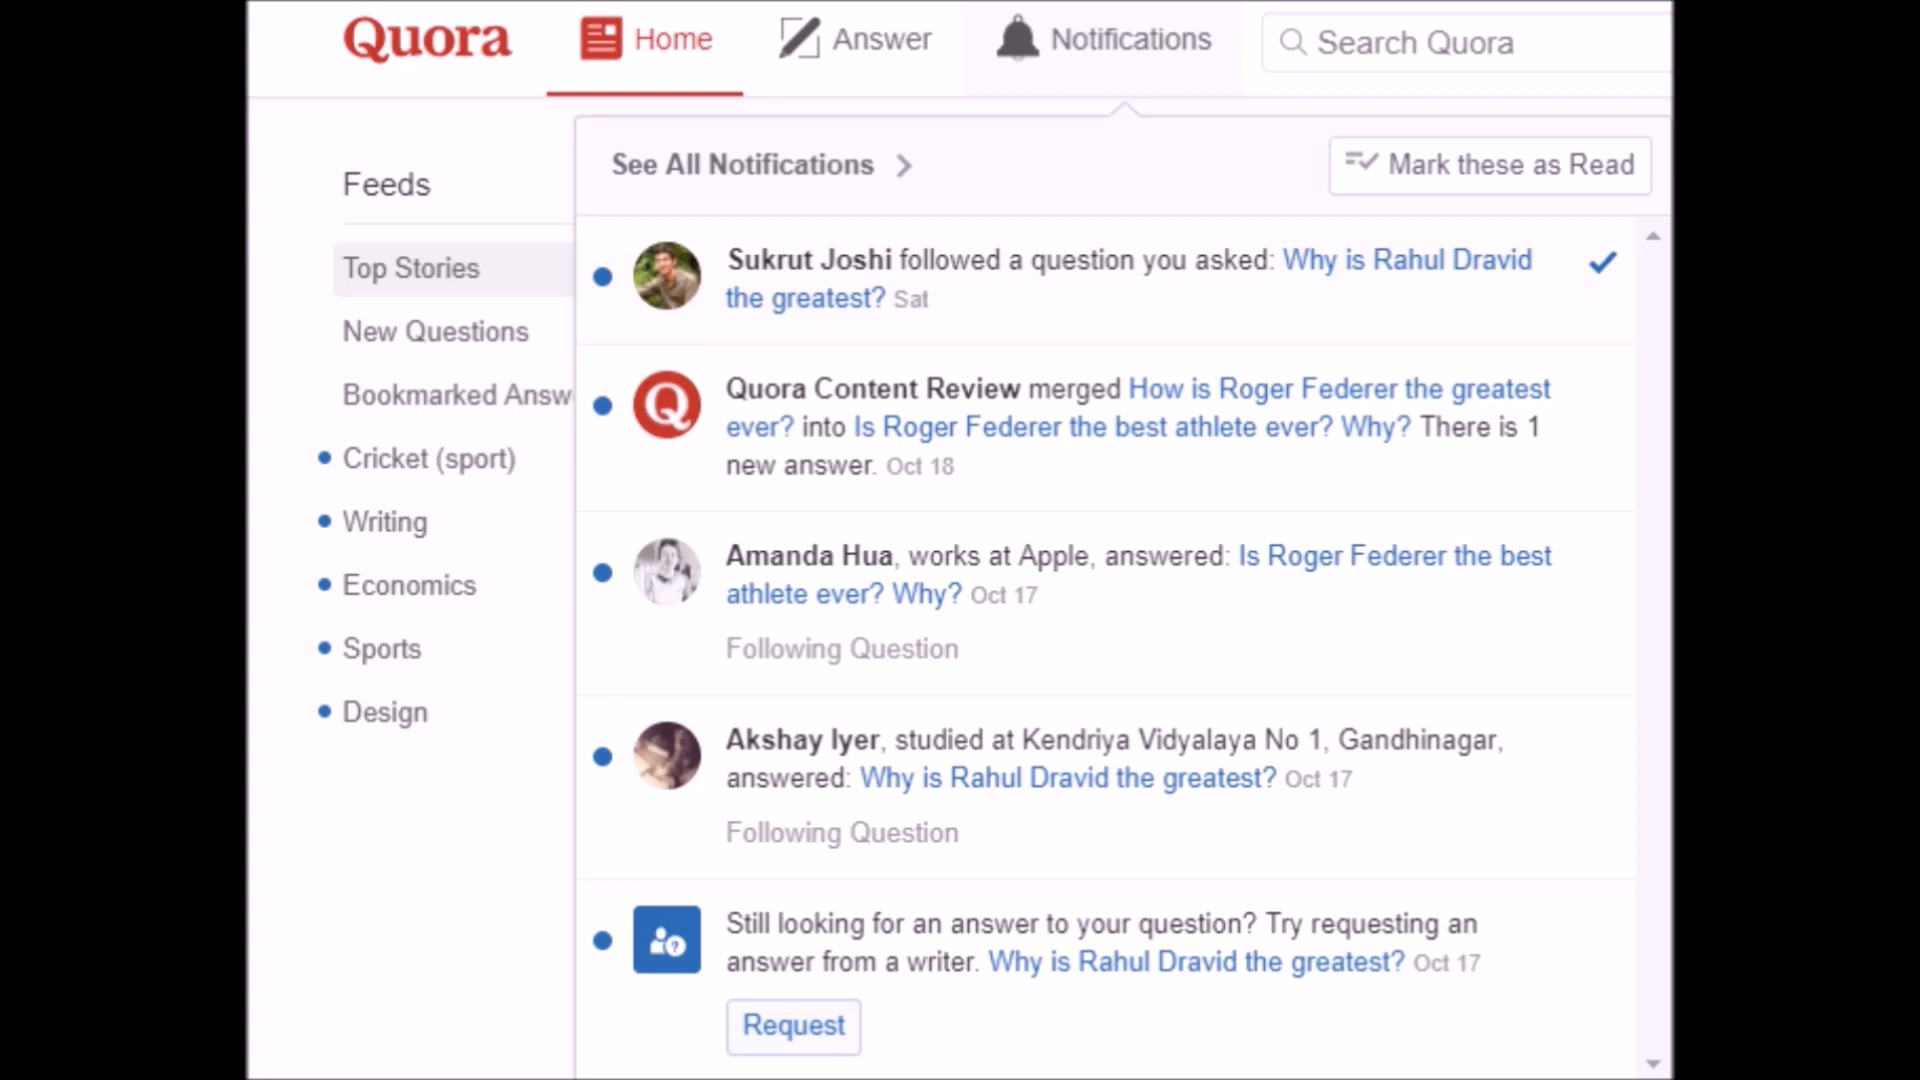 Quora
Home
Answer
Notifications
Search Quora
Feeds
Top Stories
New Questions
Bookmarked Answ
Cricket (sport)
Writing
Economics
Sports
Design
See All Notifications
Mark these as Read
Sukrut Joshi followed a question you asked: Why is Rahul Dravid
the greatest? Sat
Quora Content Review merged How is Roger Federer the greatest
ever? into Is Roger Federer the best athlete ever? Why? There is 1
new answer. Oct 18
Amanda Hua, works at Apple, answered: Is Roger Federer the best
athlete ever? Why? Oct 17
Following Question
Akshay Iyer, studied at Kendriya Vidyalaya No 1, Gandhinagar,
answered: Why is Rahul Dravid the greatest? Oct 17
Following Question
Still looking for an answer to your question? Try requesting an
answer from a writer. Why is Rahul Dravid the greatest? Oct 17
Request